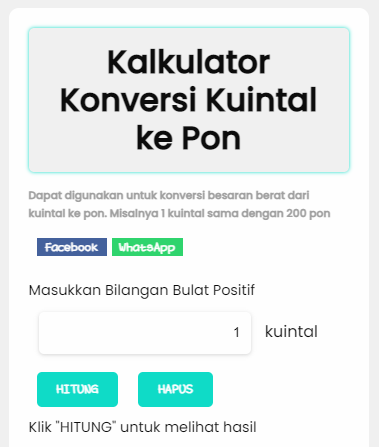 Kalkulator
Konversi Kuintal
ke Pon
Dapat digunakan untuk konversi besaran berat dari
kuintal ke pon. Misalnya 1 kuintal sama dengan 200 pon
Facebook WhatsApp
Masukkan Bilangan Bulat Positif
1 kuintal
HITUNG HAPUS
Klik "HITUNG" untuk melihat hasil